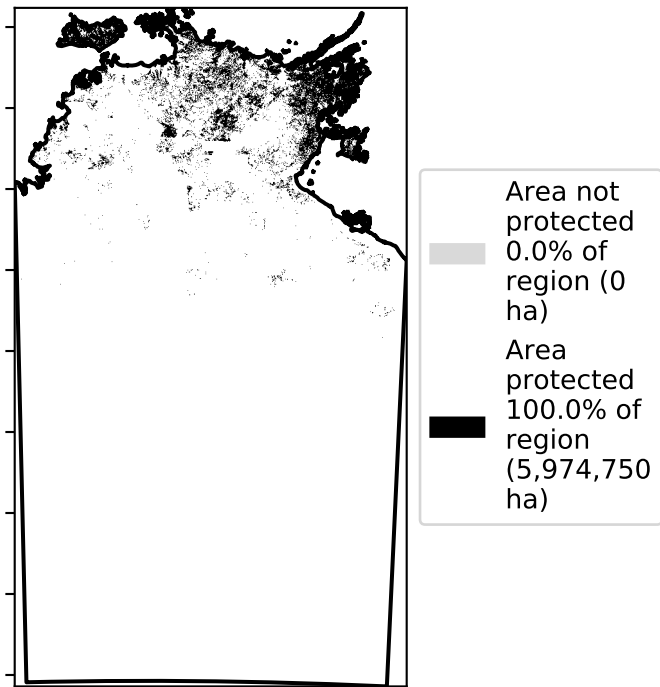 Area not
protected
0.0% of
region (0
ha)
Area
protected
100.0% of
region
(5,974,750
ha)